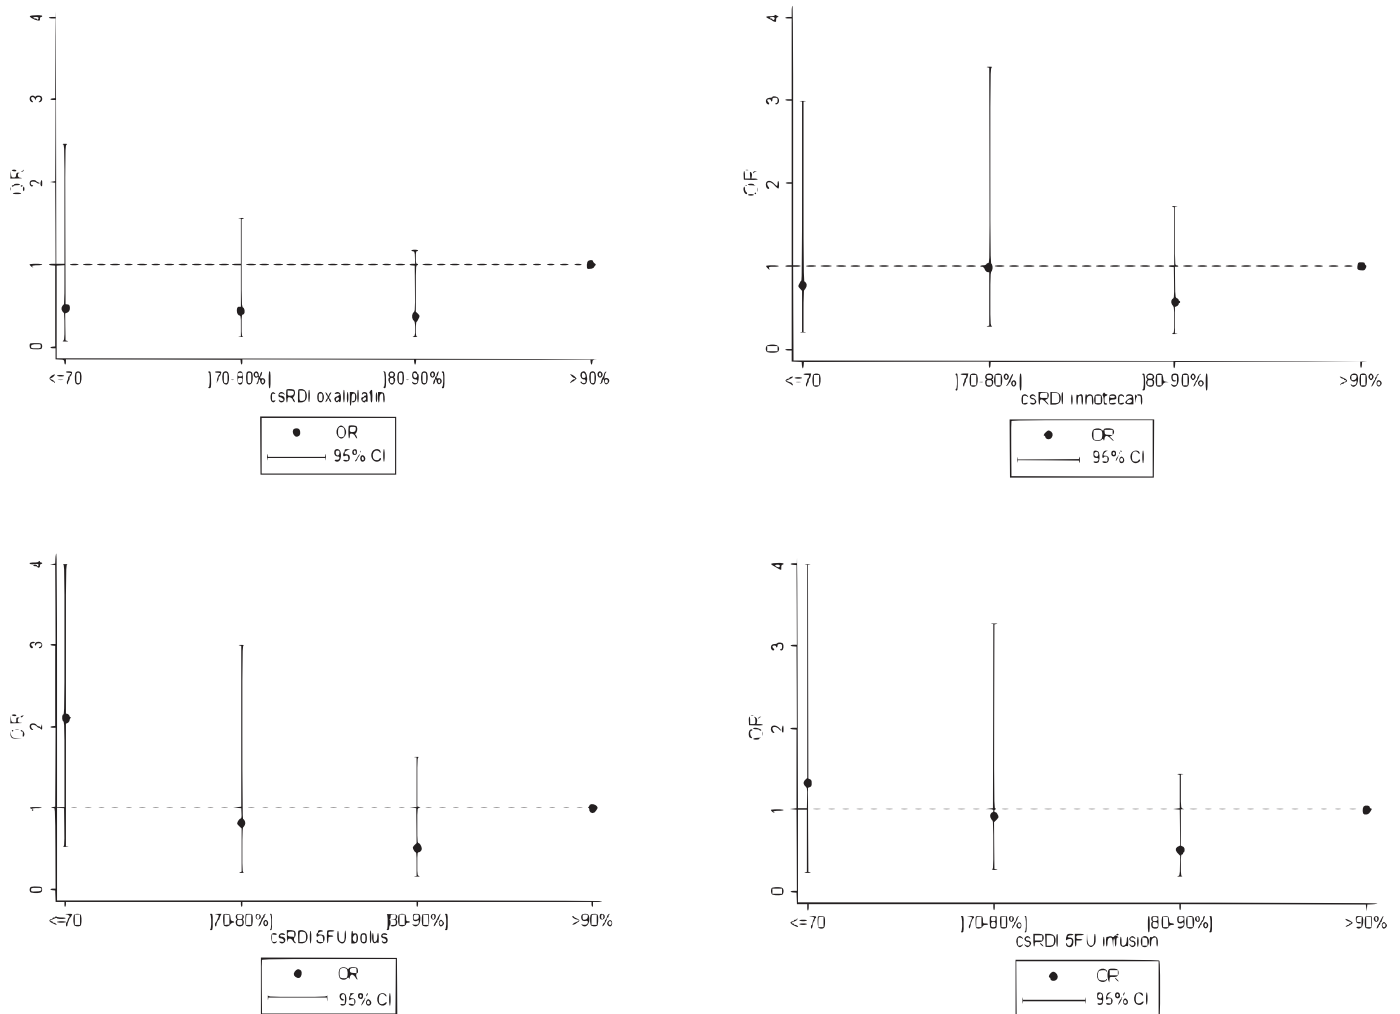 4
3
2
1
0
OR
<=70
]70-80%]
]80-90%]
>90%
csRDI oxaliplatin
OR
95% CI
4
3
2
1
0
OR
<=70
]70-80%]
]80-90%]
>90%
csRDI irinotecan
OR
95% CI
4
3
2
1
0
OR
<=70
]70-80%]
]80-90%]
>90%
csRDI 5FU bolus
OR
95% CI
4
3
2
1
0
OR
<=70
]70-80%]
]80-90%]
>90%
csRDI 5FU infusion
OR
95% CI